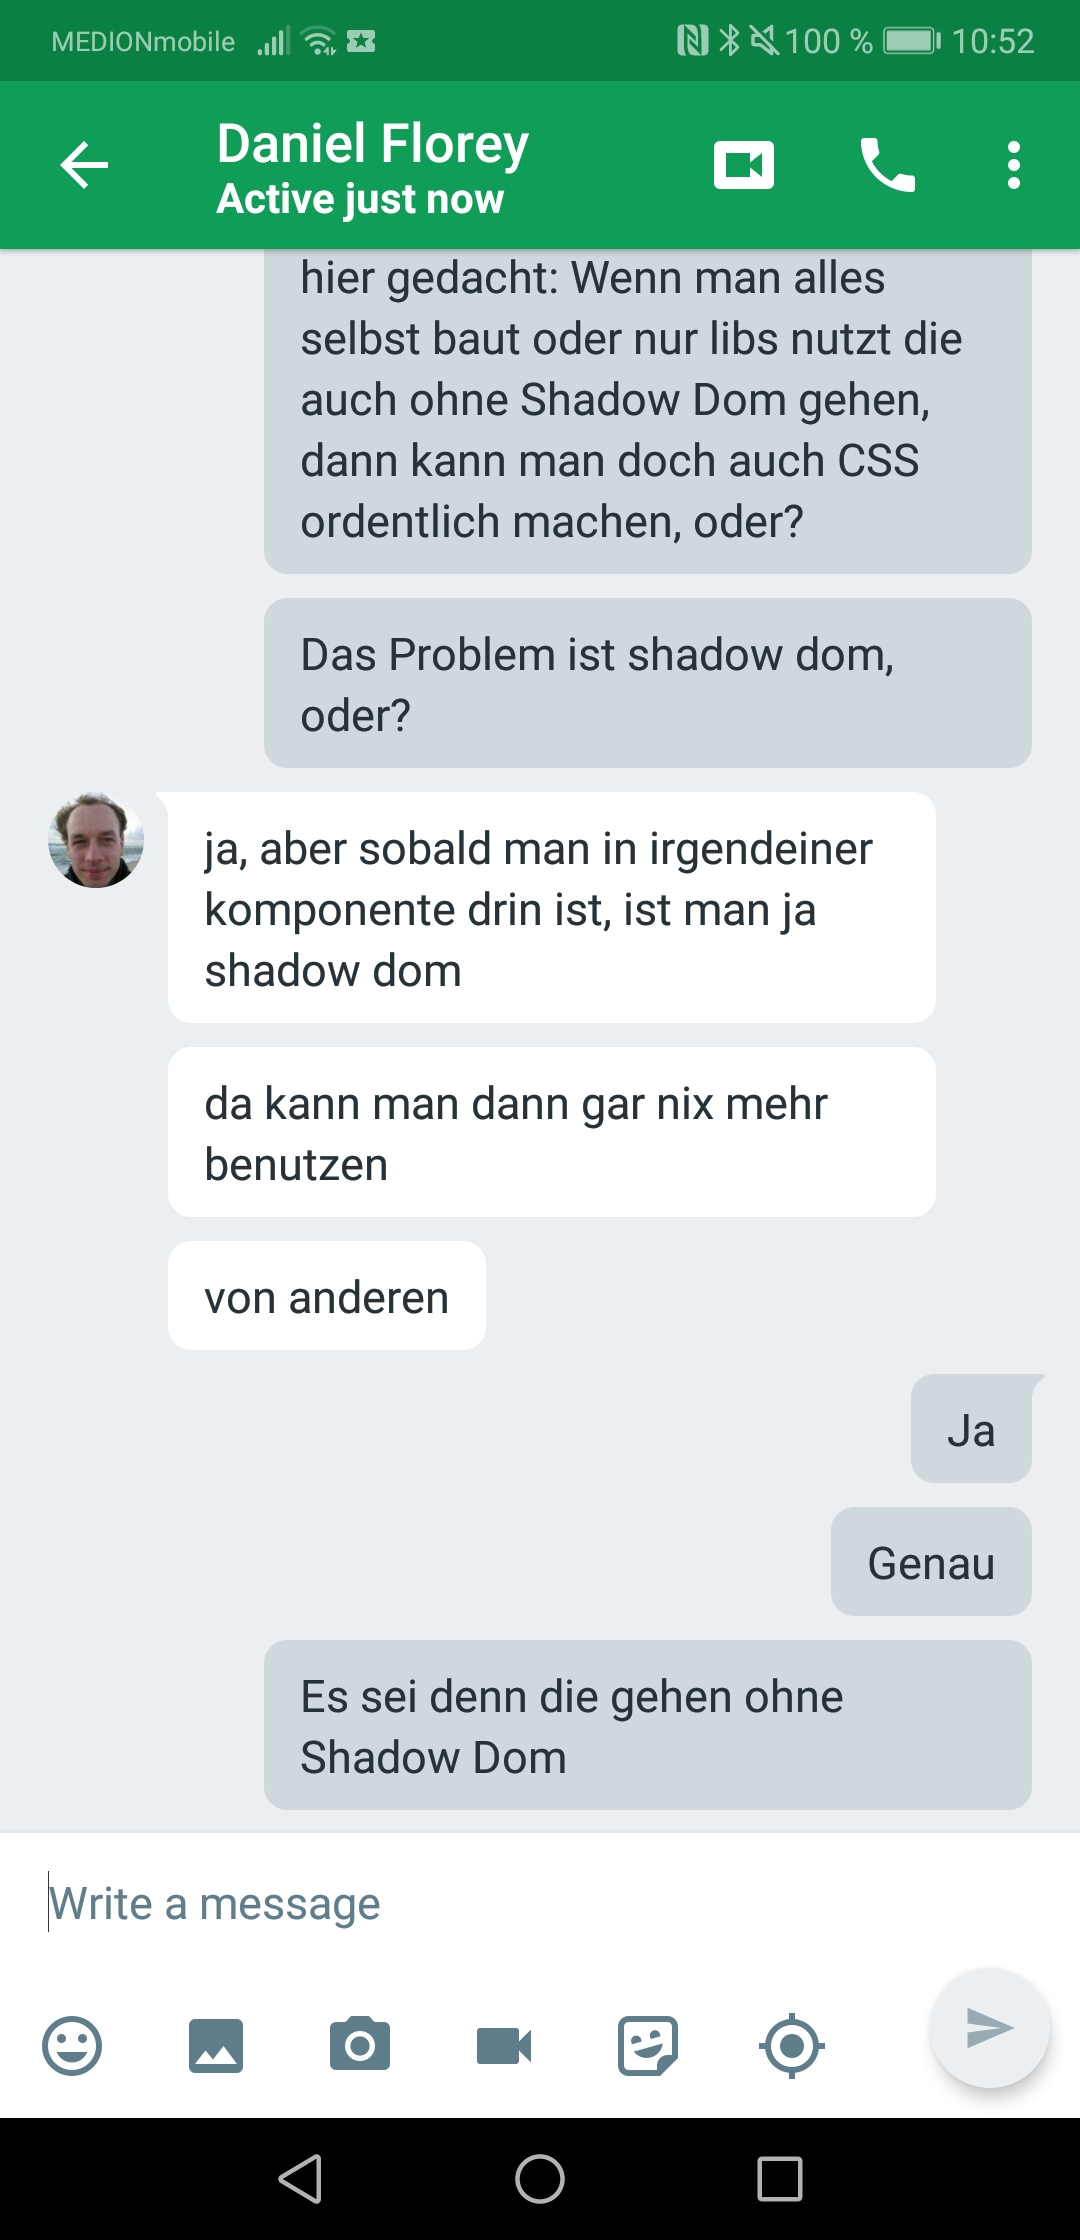 MEDIONmobile 100 % 10:52
Daniel Florey
Active just now
hier gedacht: Wenn man alles
selbst baut oder nur libs nutzt die
auch ohne Shadow Dom gehen,
dann kann man doch auch CSS
ordentlich machen, oder?
Das Problem ist shadow dom,
oder?
ja, aber sobald man in irgendeiner
komponente drin ist, ist man ja
shadow dom
da kann man dann gar nix mehr
benutzen
von anderen
Ja
Genau
Es sei denn die gehen ohne
Shadow Dom
Write a message